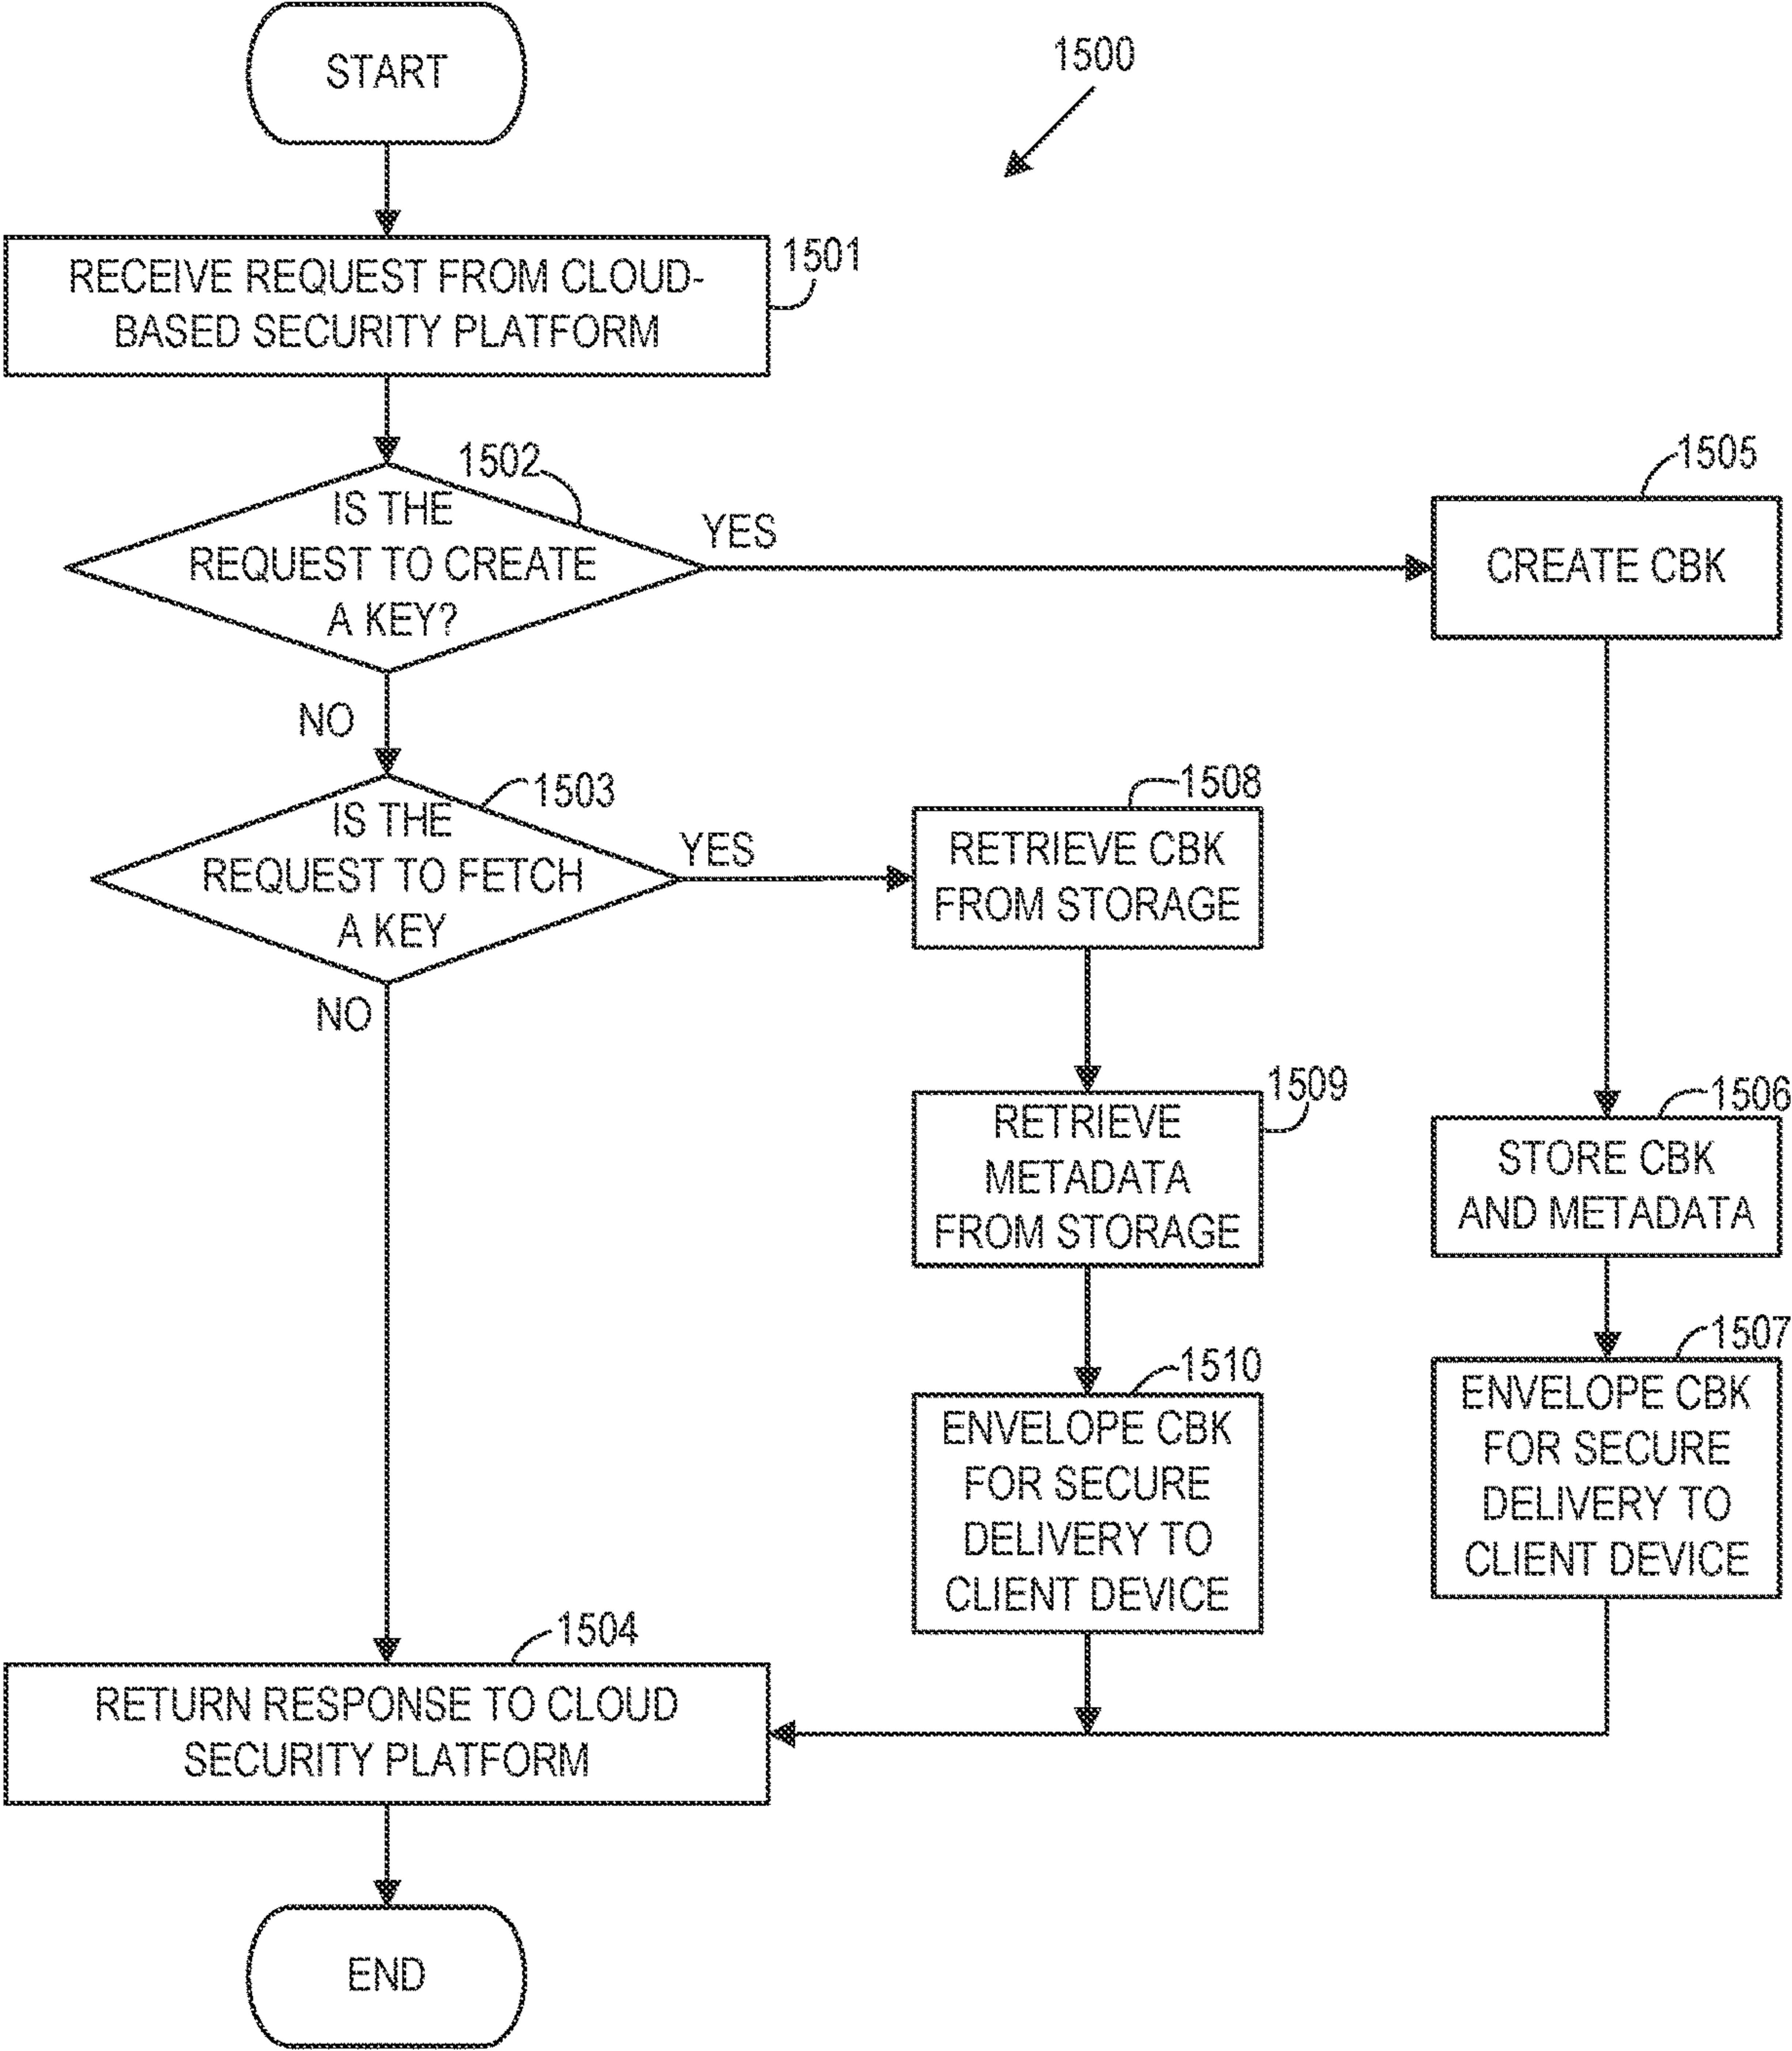 START
1500
RECEIVE REQUEST FROM CLOUD-
BASED SECURITY PLATFORM
1501
1502
IS THE
REQUEST TO CREATE
A KEY?
YES
1505
CREATE CBK
NO
1503
IS THE
REQUEST TO FETCH
A KEY
YES
1508
RETRIEVE CBK
FROM STORAGE
NO
1509
RETRIEVE
METADATA
FROM STORAGE
1506
STORE CBK
AND METADATA
1510
ENVELOPE CBK
FOR SECURE
DELIVERY TO
CLIENT DEVICE
1507
ENVELOPE CBK
FOR SECURE
DELIVERY TO
CLIENT DEVICE
1504
RETURN RESPONSE TO CLOUD
SECURITY PLATFORM
END